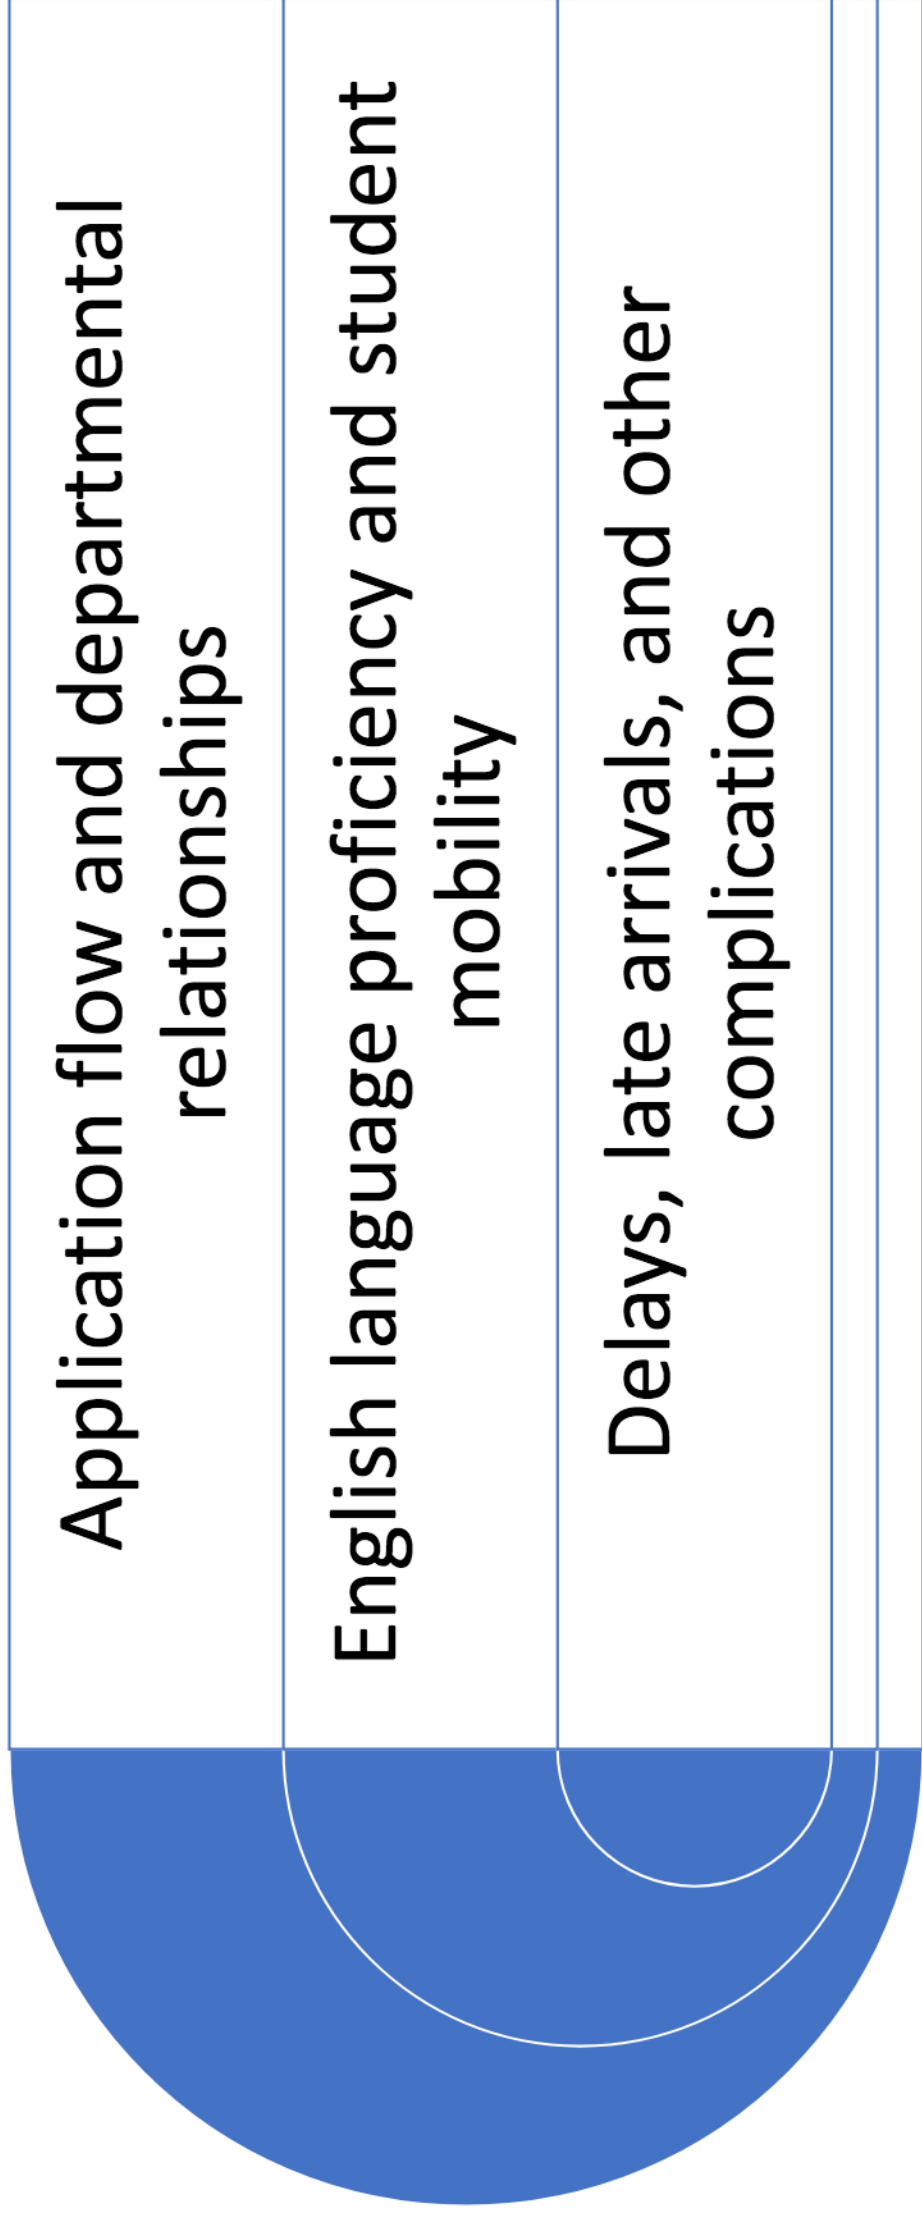 Application flow and departmental
relationships
English language proficiency and student
mobility
Delays, late arrivals, and other
complications